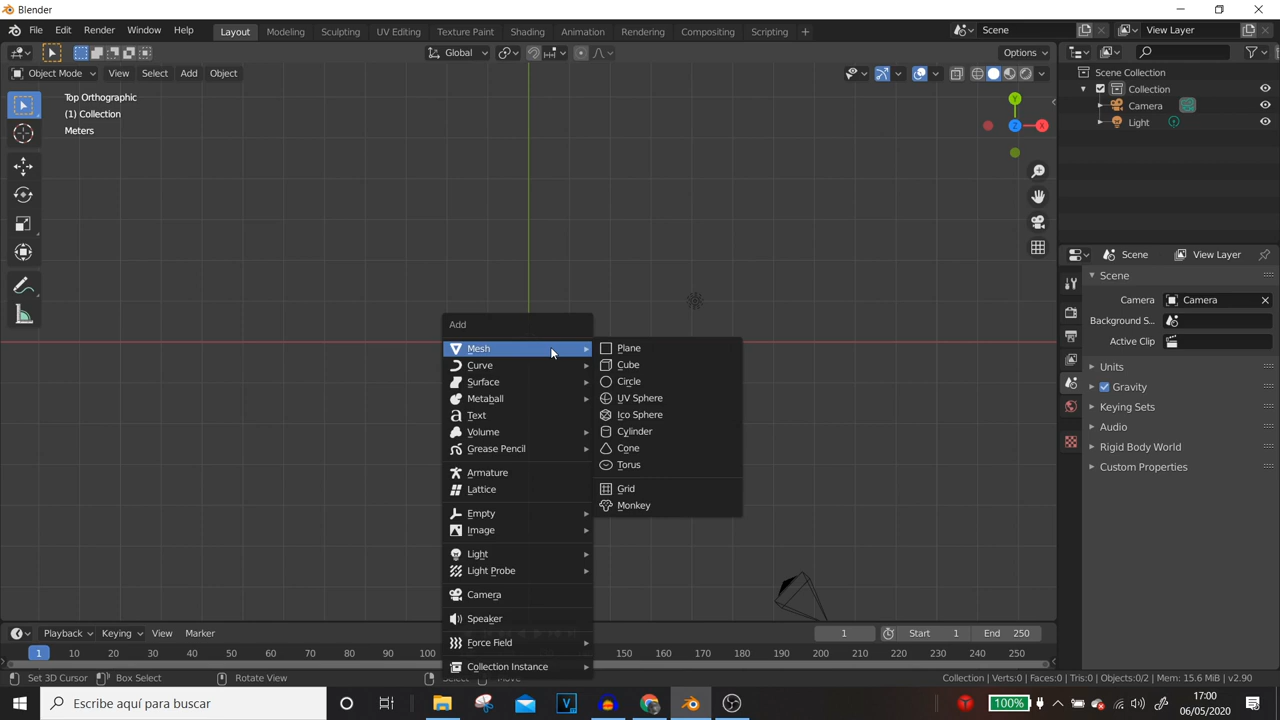 Blender
File Edit Render Window Help Layout Modeling Sculpting UV Editing Texture Paint Shading Animation Rendering Compositing Scripting Scene View Layer
Global Options
Object Mode View Select Add Object
Scene Collection
Collection
Camera
Light
Top Orthographic
(1) Collection
Meters
Y
X
Z
Scene View Layer
Scene
Camera Camera
Background S...
Active Clip
Units
Gravity
Keying Sets
Audio
Rigid Body World
Custom Properties
Add
Mesh
Curve
Surface
Metaball
Text
Volume
Grease Pencil
Armature
Lattice
Empty
Image
Light
Light Probe
Camera
Speaker
Force Field
Collection Instance
Plane
Cube
Circle
UV Sphere
Ico Sphere
Cylinder
Cone
Torus
Grid
Monkey
Playback Keying View Marker 1 Start 1 End 250
1 10 20 30 40 50 60 70 80 90 100 150 160 170 180 190 200 210 220 230 240 250
Set 3D Cursor Box Select Rotate View Select Move Collection | Verts:0 | Faces:0 | Tris:0 | Objects:0/2 | Mem: 15.6 MiB | v2.90
Escribe aquí para buscar 100% 17:00
06/05/2020